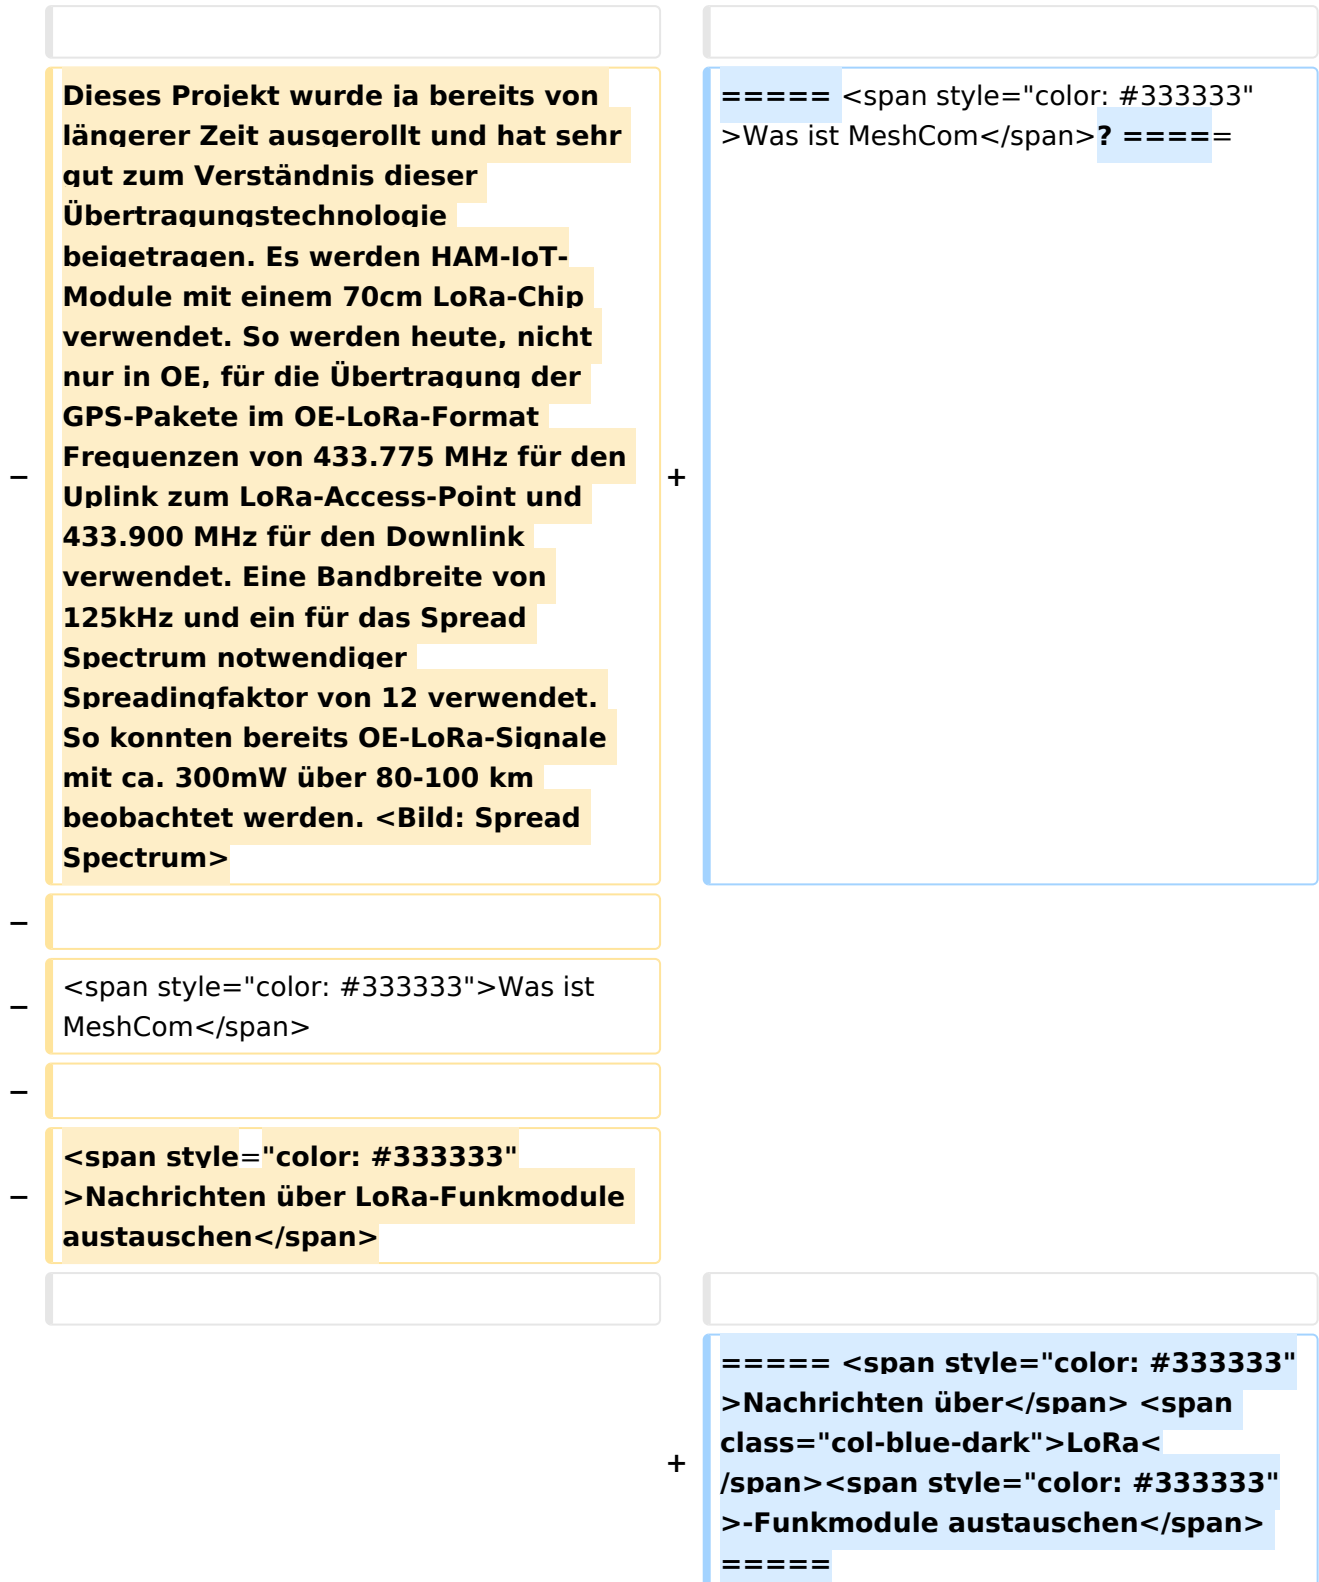 Dieses Projekt wurde ja bereits von
längerer Zeit ausgerollt und hat sehr
gut zum Verständnis dieser
Übertragungstechnologie
beigetragen. Es werden HAM-IoT-
Module mit einem 70cm LoRa-Chip
verwendet. So werden heute, nicht
nur in OE, für die Übertragung der
GPS-Pakete im OE-LoRa-Format
− Frequenzen von 433.775 MHz für den
Uplink zum LoRa-Access-Point und
433.900 MHz für den Downlink
verwendet. Eine Bandbreite von
125kHz und ein für das Spread
Spectrum notwendiger
Spreadingfaktor von 12 verwendet.
So konnten bereits OE-LoRa-Signale
mit ca. 300mW über 80-100 km
beobachtet werden. <Bild: Spread
Spectrum>
===== <span style="color: #333333"
>Was ist MeshCom</span>? =====
+
−
− <span style="color: #333333">Was ist
MeshCom</span>
−
<span style="color: #333333"
− >Nachrichten über LoRa-Funkmodule
austauschen</span>
===== <span style="color: #333333"
>Nachrichten über</span> <span
class="col-blue-dark">LoRa<
+ /span><span style="color: #333333"
>-Funkmodule austauschen</span>
=====